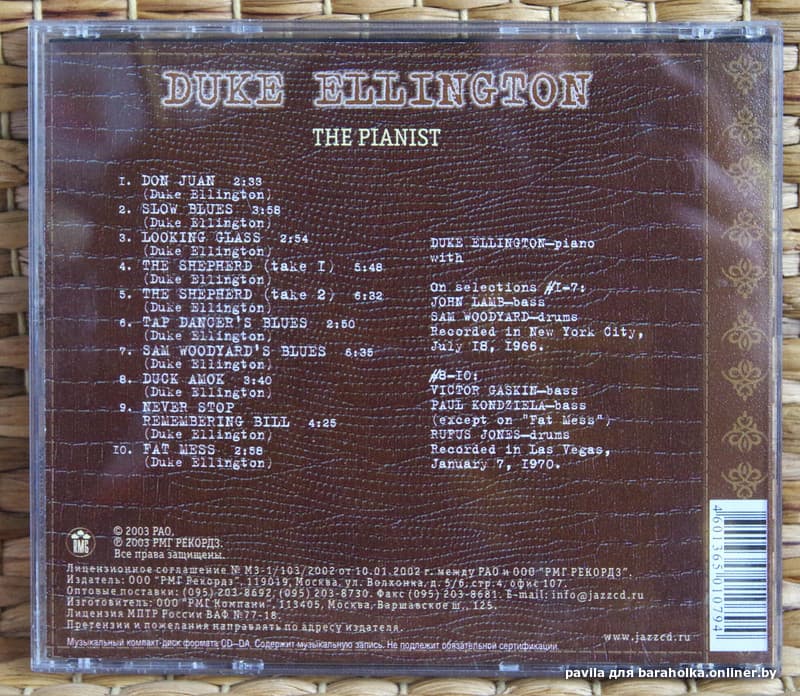 DUKE ELLINGTON
THE PIANIST
1. DON JUAN 2:33
(Duke Ellington)
2. SLOW BLUES 3:58
(Duke Ellington)
3. LOOKING GLASS 2:54
(Duke Ellington)
4. THE SHEPHERD (take 1) 5:48
(Duke Ellington)
5. THE SHEPHERD (take 2) 6:32
(Duke Ellington)
6. TAP DANCER'S BLUES 2:50
(Duke Ellington)
7. SAM WOODYARD'S BLUES 6:35
(Duke Ellington)
8. DUCK AMOK 3:40
(Duke Ellington)
9. NEVER STOP
REMEMBERING BILL 4:25
(Duke Ellington)
10. FAT MESS 2:58
(Duke Ellington)
DUKE ELLINGTON—piano
with
On selections #1-7:
JOHN LAMB—bass
SAM WOODYARD—drums
Recorded in New York City,
July 18, 1966.
#8-10:
VICTOR GASKIN—bass
PAUL KONDZIELA—bass
(except on "Fat Mess")
RUFUS JONES—drums
Recorded in Las Vegas,
January 7, 1970.
RMG
© 2003 РАО,
℗ 2003 РМГ РЕКОРДЗ.
Все права защищены.
Лицензионное соглашение № МЗ-1/103/2002 от 10.01.2002 г. между РАО и ООО "РМГ РЕКОРДЗ".
Издатель: ООО "РМГ Рекордз", 119019, Москва, ул. Волхонка, д. 5/6, стр.4, офис 107.
Оптовые поставки: (095) 203-8692, (095) 203-8730. Факс (095) 203-8681. E-mail: info@jazzcd.ru
Изготовитель: ООО "РМГ Компани", 113405, Москва, Варшавское ш., 125.
Лицензия МПТР России ВАФ №77-18.
Претензии и пожелания направлять по адресу издателя.
www.jazzcd.ru
Музыкальный компакт-диск формата CD-DA. Содержит музыкальную запись. Не подлежит обязательной сертификации.
4601365010794
pavila для baraholka.onliner.by